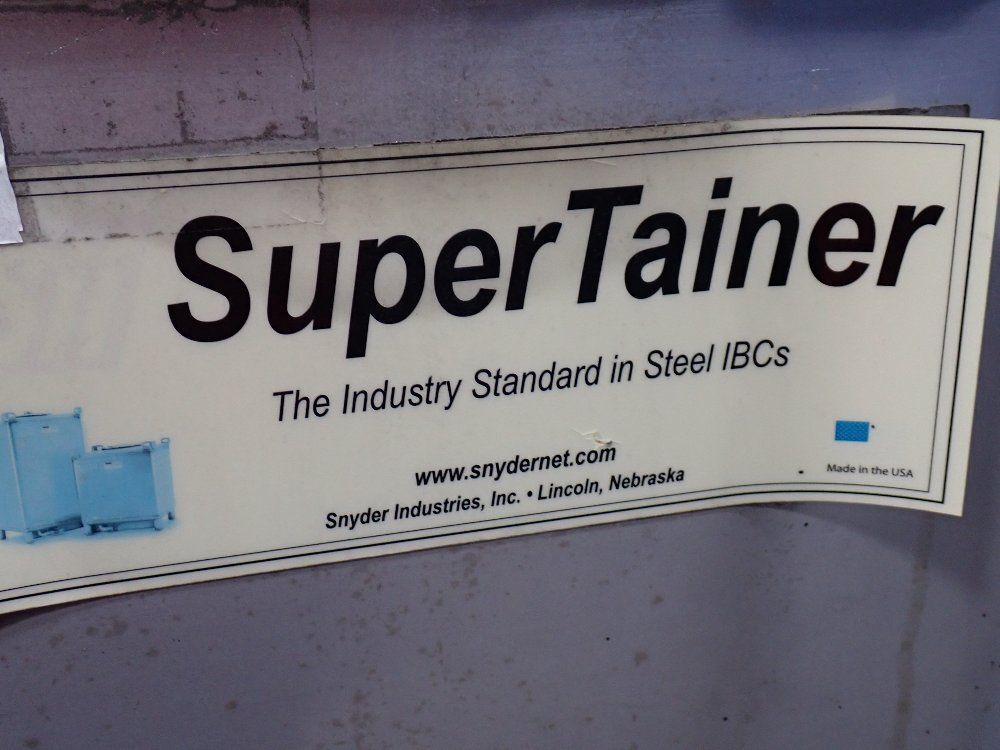 SuperTainer
The Industry Standard in Steel IBCs
www.snydernet.com
Snyder Industries, Inc. • Lincoln, Nebraska
Made in the USA